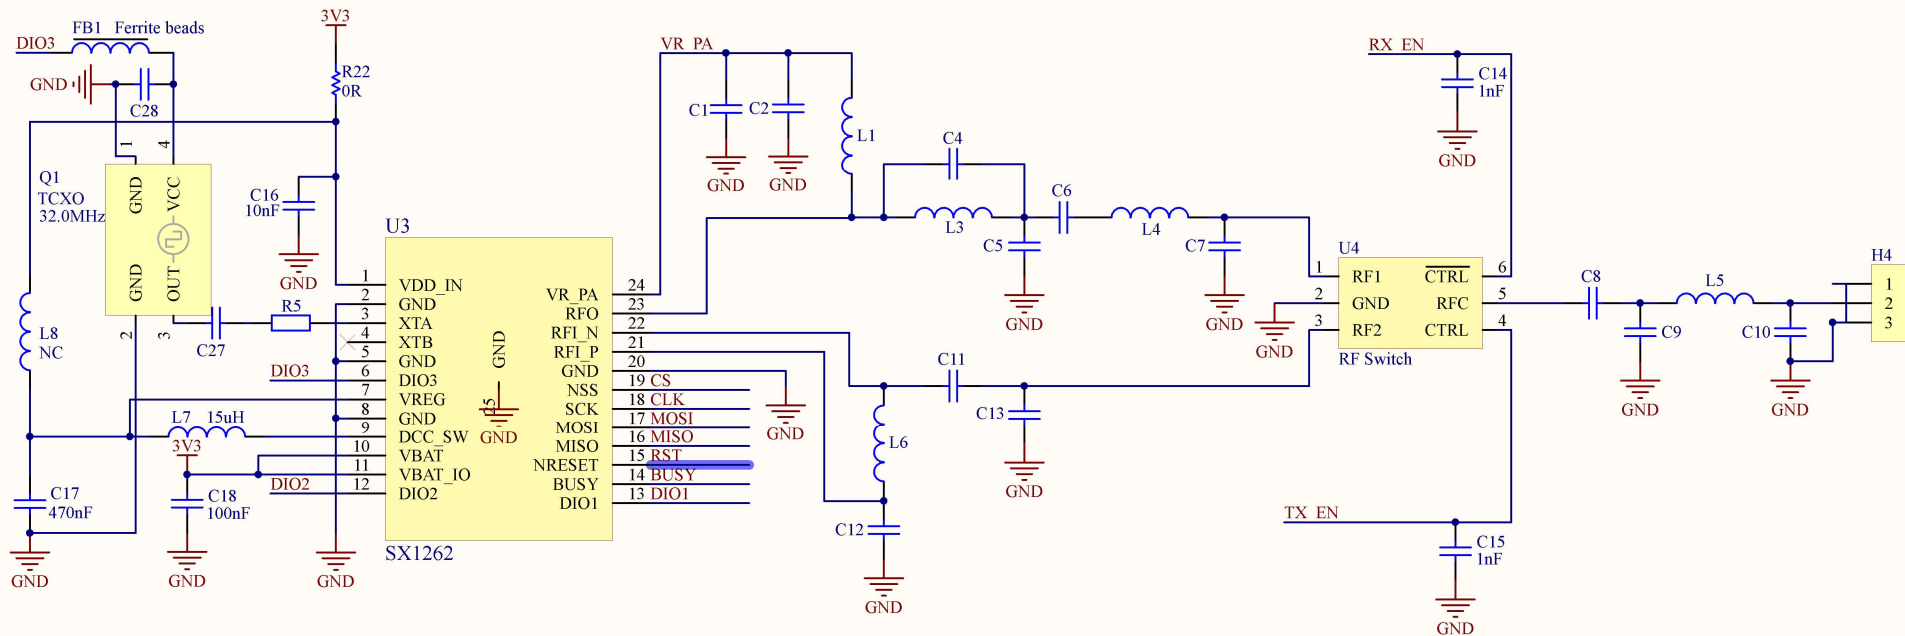 FB1 Ferrite beads
DIO3
GND
C28
1
4
Q1
TCXO
32.0MHz
GND
VCC
GND
OUT
2
3
3V3
R22
0R
C16
10nF
GND
R5
C27
L8
NC
DIO3
L7 15uH
3V3
DIO2
C17
470nF
C18
100nF
GND
GND
GND
U3
1 VDD_IN
2 GND
3 XTA
4 XTB
5 GND
6 DIO3
7 VREG
8 GND
9 DCC_SW
10 VBAT
11 VBAT_IO
12 DIO2
GND
25
GND
VR_PA 24
RFO 23
RFI_N 22
RFI_P 21
GND 20
NSS 19 CS
SCK 18 CLK
MOSI 17 MOSI
MISO 16 MISO
NRESET 15 RST
BUSY 14 BUSY
DIO1 13 DIO1
SX1262
VR_PA
C1
C2
GND
GND
L1
C4
L3
C5
GND
C6
L4
C7
GND
GND
C11
C13
GND
L6
C12
GND
RX_EN
C14
1nF
GND
U4
1 RF1
2 GND
3 RF2
CTRL 6
RFC 5
CTRL 4
RF Switch
GND
TX_EN
C15
1nF
GND
C8
C9
GND
L5
C10
GND
H4
1
2
3